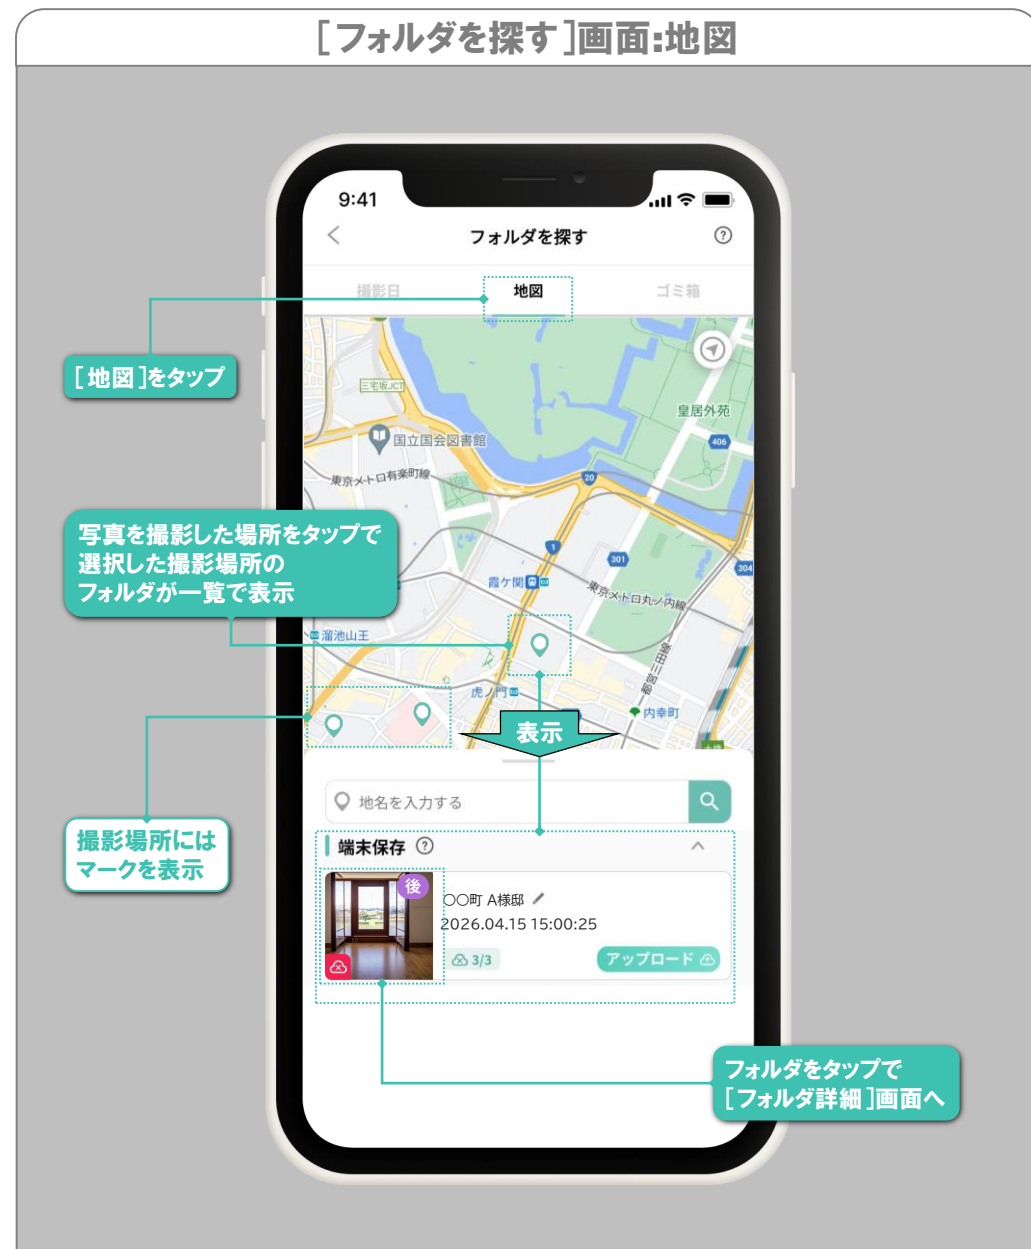 [フォルダを探す]画面:地図
9:41
フォルダを探す
?
撮影日
地図
ゴミ箱
[地図]をタップ
三宅坂JCT
皇居外苑
国立国会図書館
406
東京メトロ有楽町線
20
写真を撮影した場所をタップで
選択した撮影場所の
フォルダが一覧で表示
1
301
304
霞ケ関
東京メトロ丸ノ内線
溜池山王
都営三田線
虎ノ門
内幸町
表示
地名を入力する
撮影場所には
マークを表示
端末保存 ?
後
〇〇町 A様邸
2026.04.15 15:00:25
3/3
アップロード
フォルダをタップで
[フォルダ詳細]画面へ